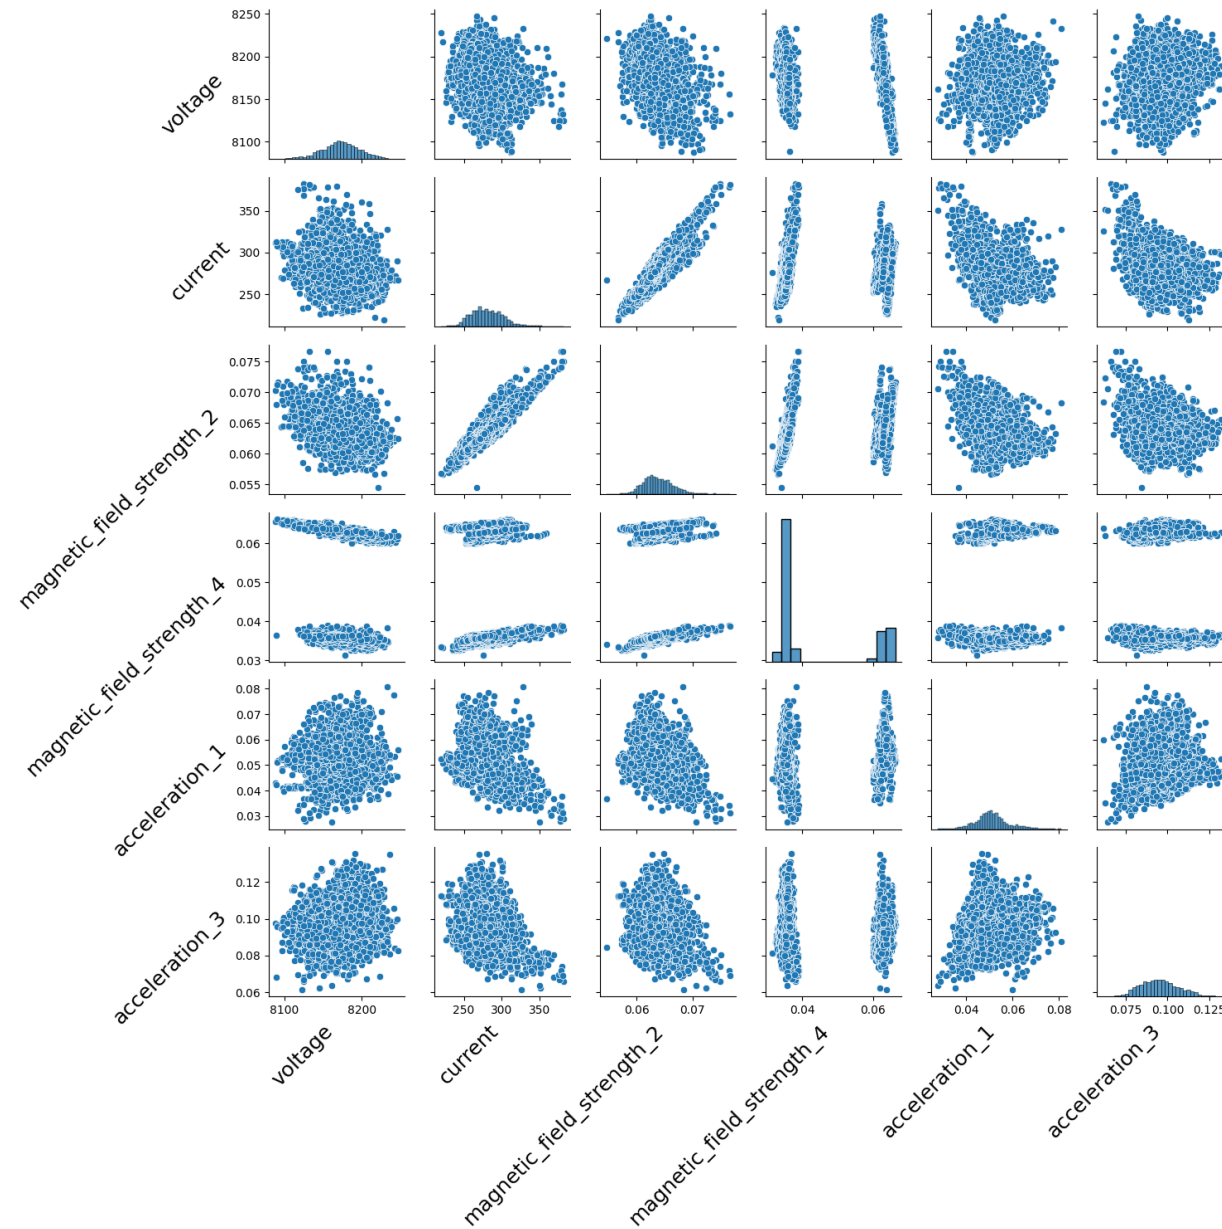 8250
8200
8150
8100
voltage
350
300
250
current
0.075
0.070
0.065
0.060
0.055
magnetic_field_strength_2
0.06
0.05
0.04
0.03
magnetic_field_strength_4
0.08
0.07
0.06
0.05
0.04
0.03
acceleration_1
0.12
0.10
0.08
0.06
acceleration_3
8100 8200 250 300 350 0.06 0.07 0.04 0.06 0.04 0.06 0.08 0.075 0.100 0.125
voltage
current
magnetic_field_strength_2
magnetic_field_strength_4
acceleration_1
acceleration_3